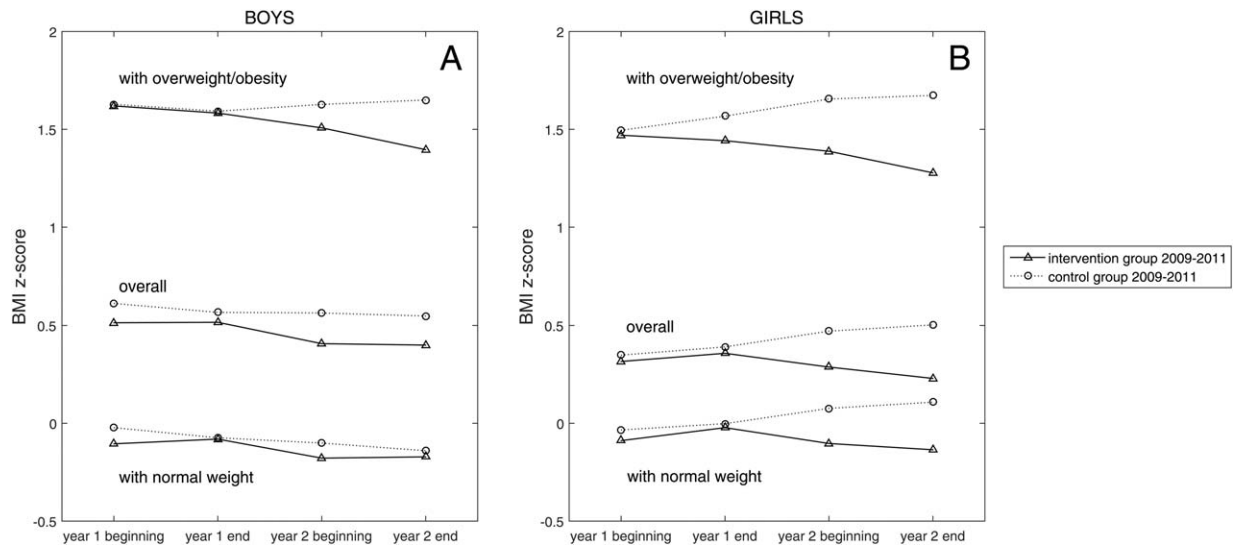 BOYS
A
with overweight/obesity
overall
with normal weight
BMI z-score
2
1.5
1
0.5
0
-0.5
year 1 beginning
year 1 end
year 2 beginning
year 2 end
GIRLS
B
with overweight/obesity
overall
with normal weight
BMI z-score
2
1.5
1
0.5
0
-0.5
year 1 beginning
year 1 end
year 2 beginning
year 2 end
intervention group 2009-2011
control group 2009-2011